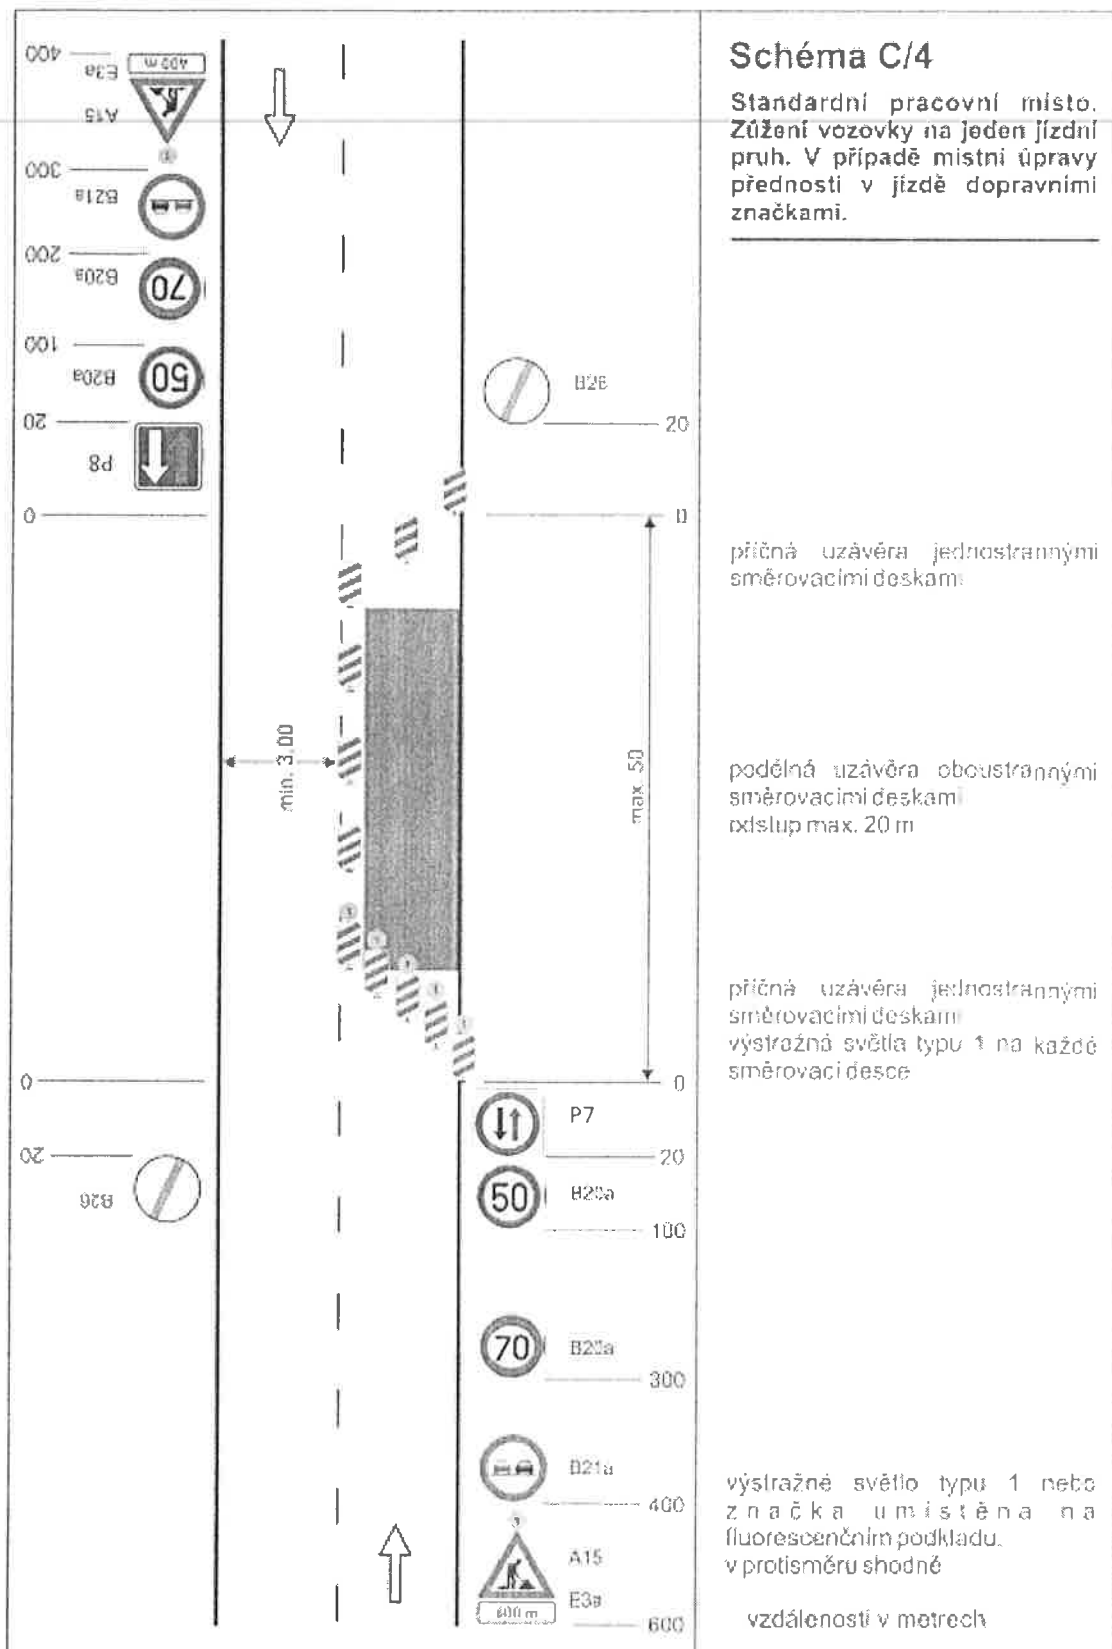 Schéma C/4
Standardní pracovní místo.
Zúžení vozovky na jeden jízdní
pruh. V případě místní úpravy
přednosti v jízdě dopravními
značkami.
400
E3a
400 m
A15
300
B21a
200
B20a
70
100
B20a
50
20
P8
0
B26
20
0
příčná uzávěra jednostrannými
směrovacími deskami
min. 3,00
max. 50
podélná uzávěra oboustrannými
směrovacími deskami
odstup max. 20 m
příčná uzávěra jednostrannými
směrovacími deskami
výstražná světla typu 1 na každé
směrovací desce
0
20
B26
0
P7
20
50
B20a
100
70
B20a
300
B21a
400
A15
E3a
600 m
600
výstražné světlo typu 1 nebo
značka umístěna na
fluorescenčním podkladu.
v protisměru shodné
vzdálenosti v metrech